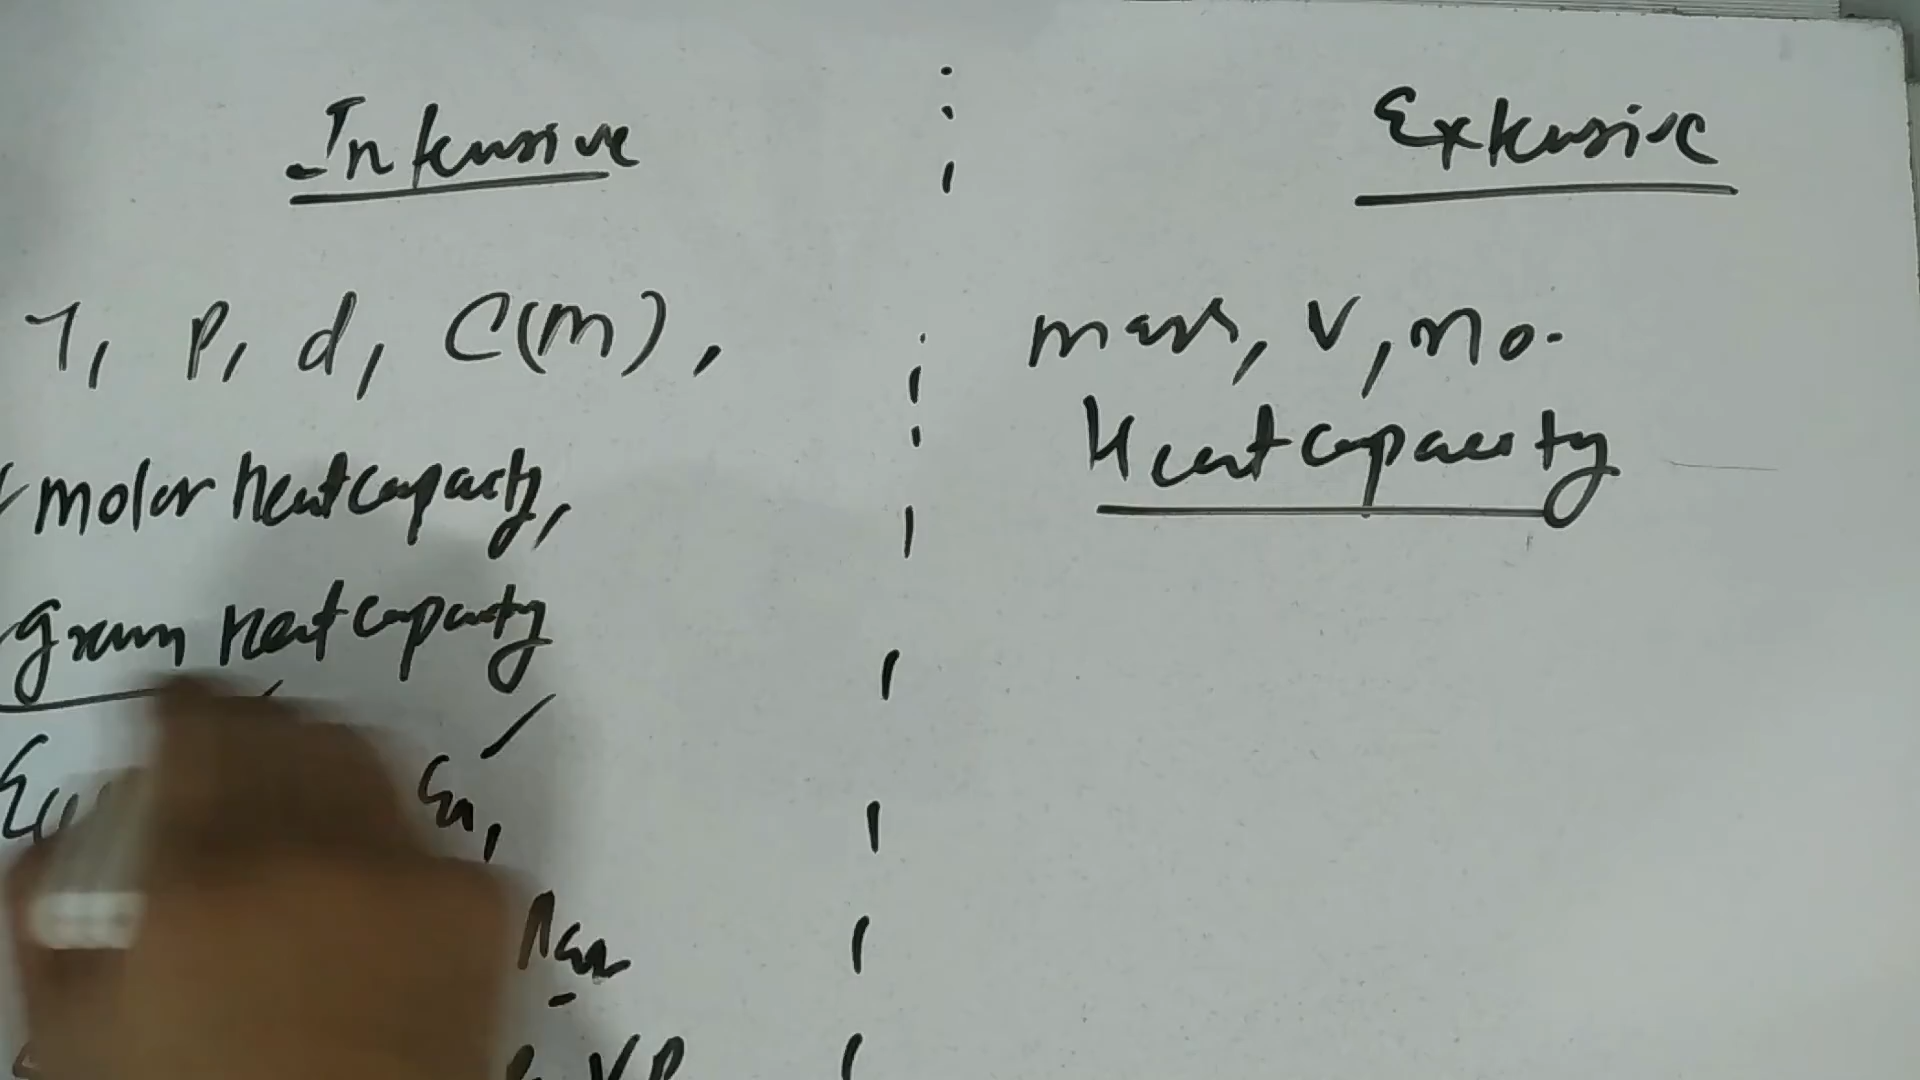 Intensive
T, P, d, C(M),
molar heat capacity,
gram heat capacity
Extensive
mass, V, no.
Heat capacity
V P